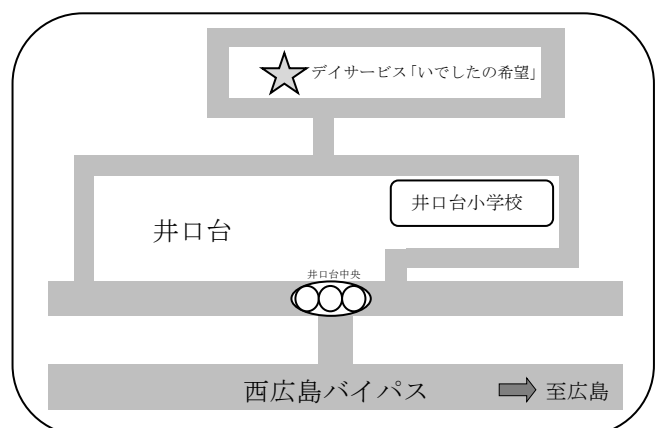 デイサービス「いでしたの希望」
井口台小学校
井口台
井口台中央
西広島バイパス
至広島